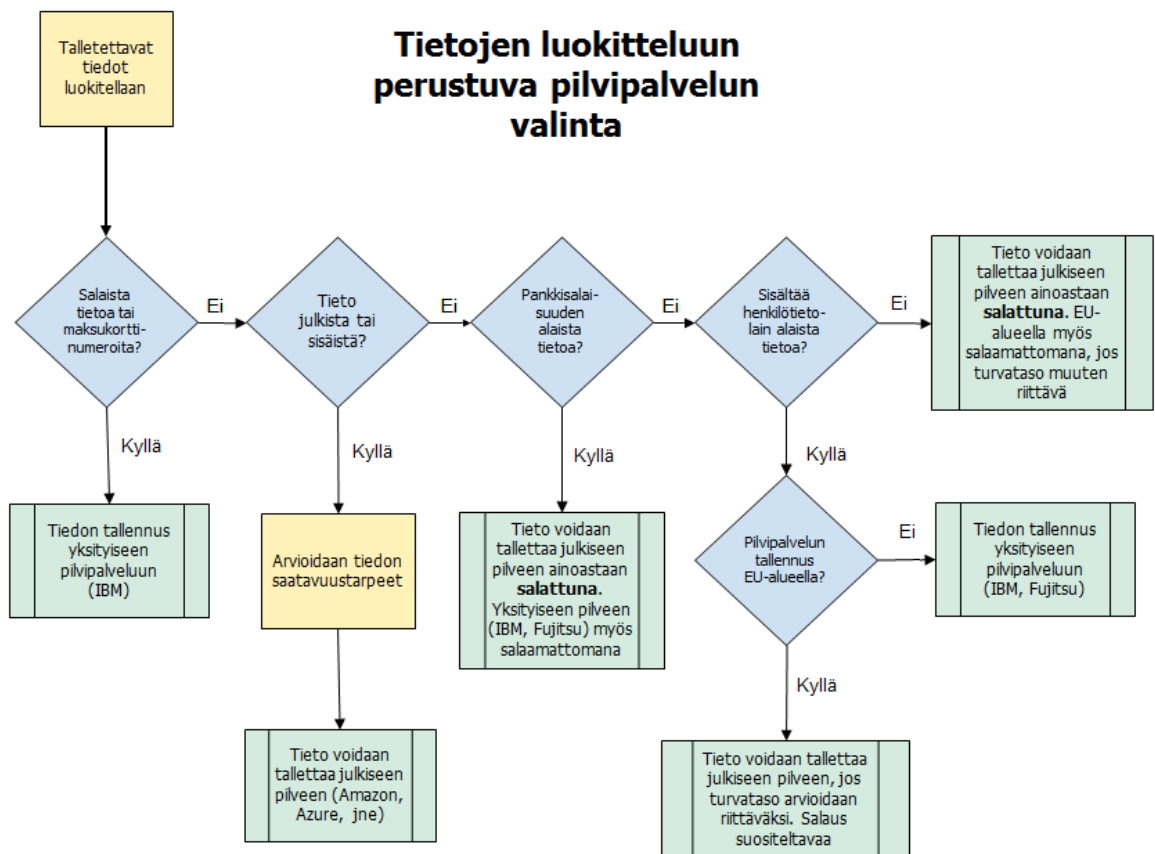 Tietojen luokitteluun
perustuva pilvipalvelun
valinta
Talletettavat
tiedot
luokitellaan
Salaista
tietoa tai
maksukortti-
numeroita?
Ei
Tieto
julkista tai
sisäistä?
Ei
Pankkisalai-
suuden
alaista
tietoa?
Ei
Sisältää
henkilötieto-
lain alaista
tietoa?
Ei
Tieto voidaan
tallettaa julkiseen
pilveen ainoastaan
salattuna. EU-
alueella myös
salaamattomana, jos
turvataso muuten
riittävä
Kyllä
Kyllä
Kyllä
Kyllä
Tiedon tallennus
yksityiseen
pilvipalveluun
(IBM)
Arvioidaan tiedon
saatavuustarpeet
Tieto voidaan
tallettaa julkiseen
pilveen ainoastaan
salattuna.
Yksityiseen pilveen
(IBM, Fujitsu) myös
salaamattomana
Pilvipalvelun
tallennus
EU-alueella?
Ei
Tiedon tallennus
yksityiseen
pilvipalveluun
(IBM, Fujitsu)
Kyllä
Tieto voidaan
tallettaa julkiseen
pilveen (Amazon,
Azure, jne)
Tieto voidaan tallettaa
julkiseen pilveen, jos
turvataso arvioidaan
riittäväksi. Salaus
suositeltavaa